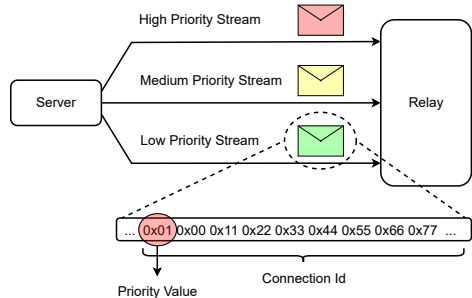 High Priority Stream
Medium Priority Stream
Server
Relay
Low Priority Stream
... 0x01 0x00 0x11 0x22 0x33 0x44 0x55 0x66 0x77 ...
Connection Id
Priority Value